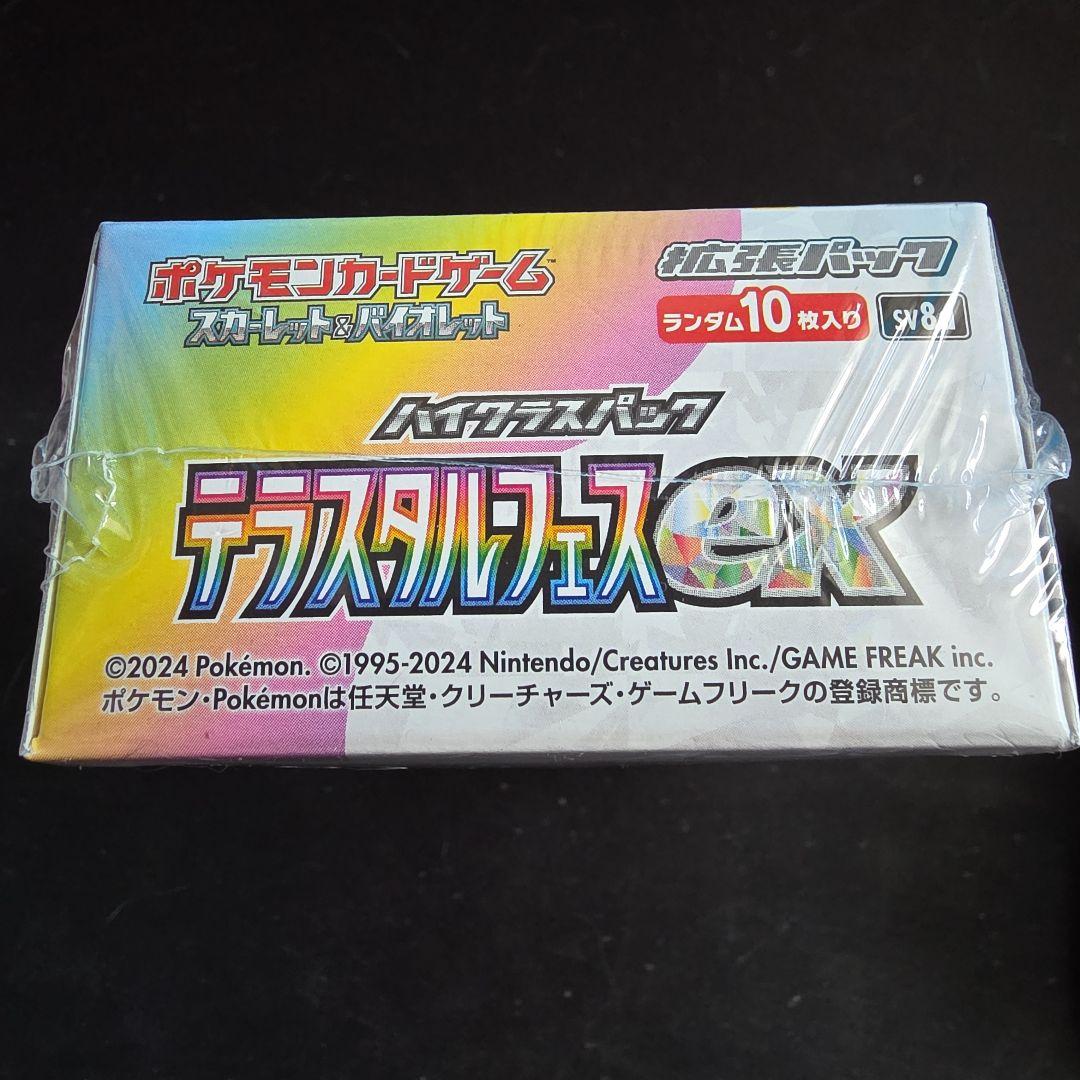 ポケモンカードゲーム™
スカーレット&バイオレット
拡張パック
ランダム10枚入り
ハイクラスパック
テラスタルフェスex
©2024 Pokémon. ©1995-2024 Nintendo/Creatures Inc./GAME FREAK inc.
ポケモン・Pokémonは任天堂・クリーチャーズ・ゲームフリークの登録商標です。